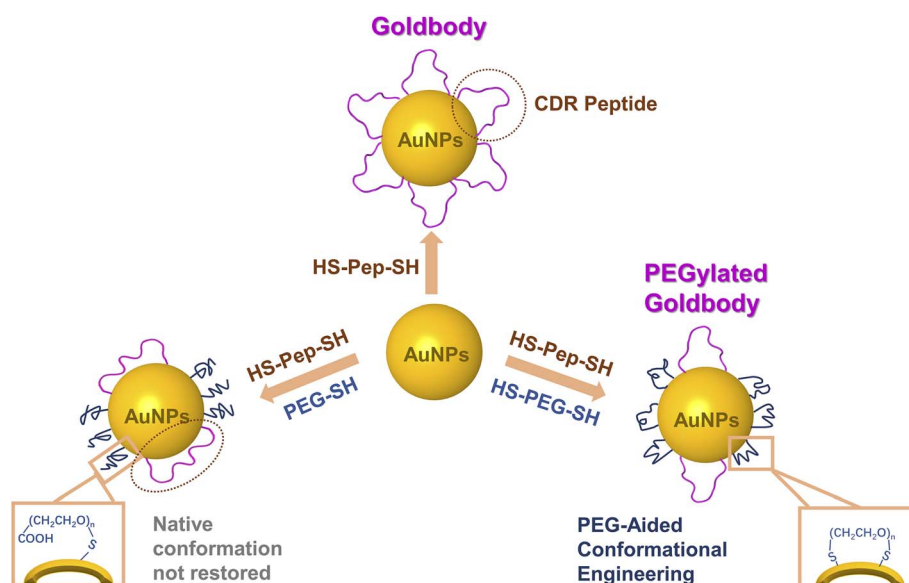 Goldbody
AuNPs
CDR Peptide
HS-Pep-SH
PEGylated
Goldbody
AuNPs
HS-Pep-SH
PEG-SH
HS-Pep-SH
HS-PEG-SH
AuNPs
AuNPs
(CH₂CH₂O)n
COOH
S
Native
conformation
not restored
PEG-Aided
Conformational
Engineering
(CH₂CH₂O)n
S S